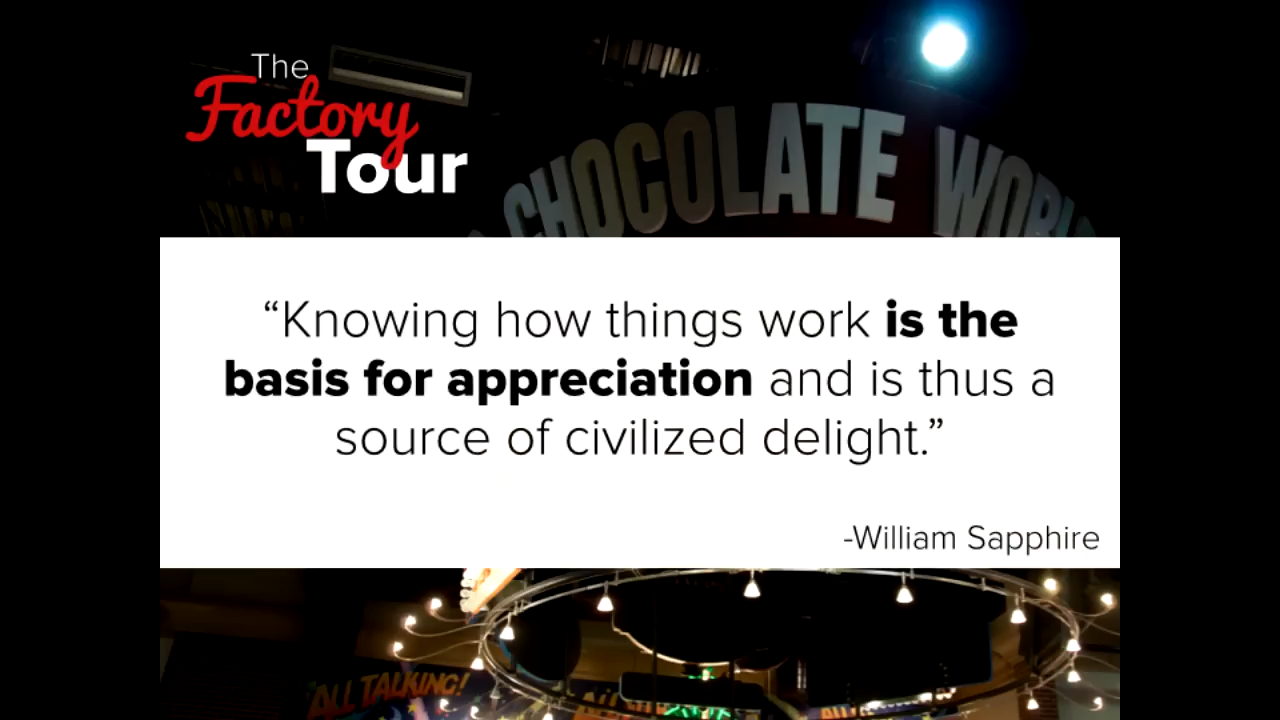 The
Factory
Tour
CHOCOLATE WORL
“Knowing how things work is the
basis for appreciation and is thus a
source of civilized delight.”
-William Sapphire
ALL TALKING!